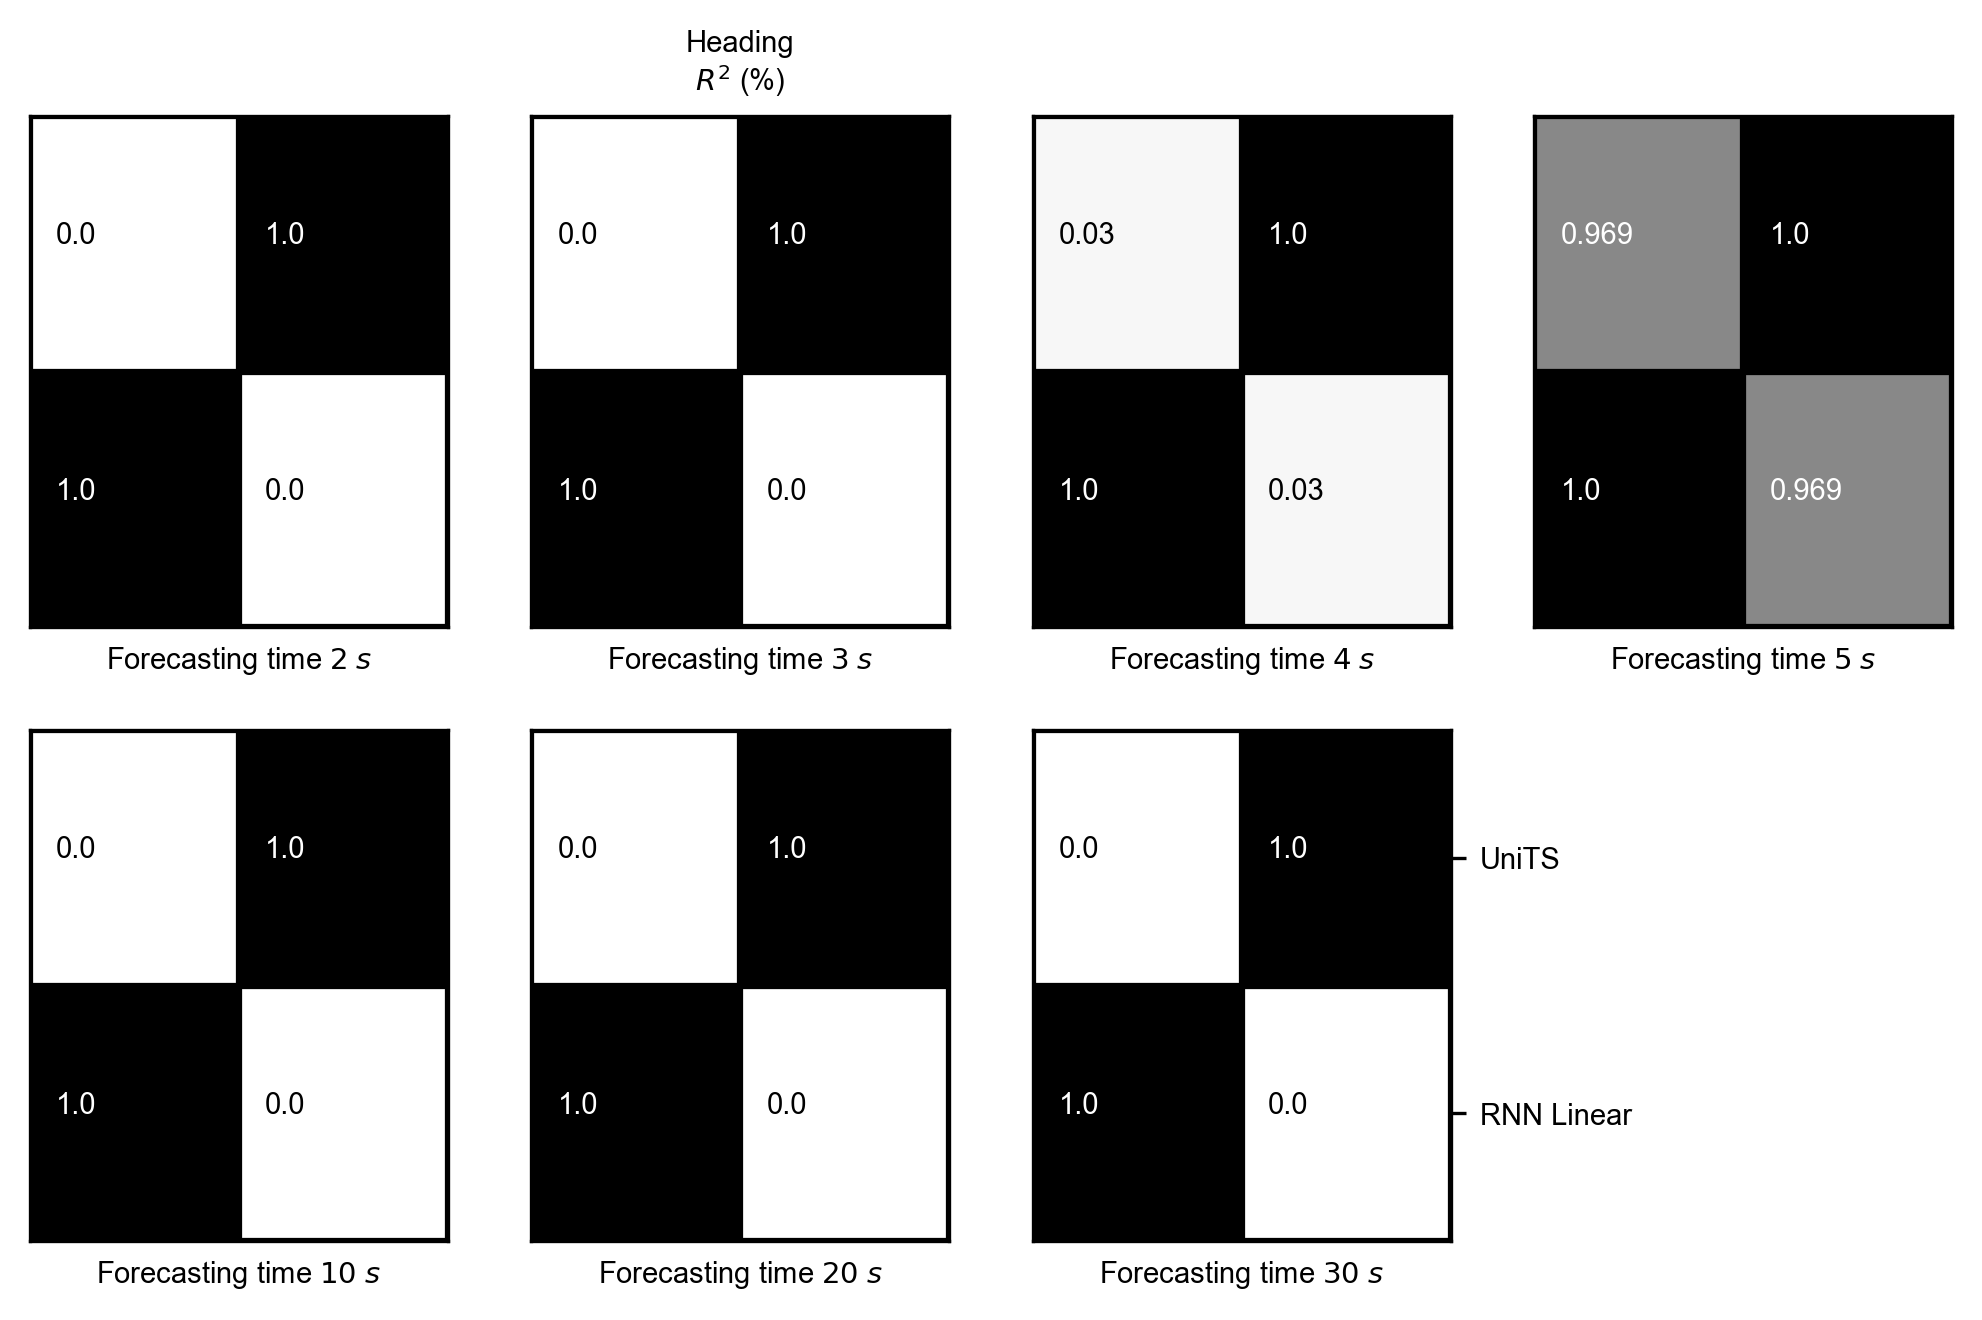 Heading
R² (%)
0.0 1.0
1.0 0.0
Forecasting time 2 s
0.0 1.0
1.0 0.0
Forecasting time 3 s
0.03 1.0
1.0 0.03
Forecasting time 4 s
0.969 1.0
1.0 0.969
Forecasting time 5 s
0.0 1.0
1.0 0.0
Forecasting time 10 s
0.0 1.0
1.0 0.0
Forecasting time 20 s
0.0 1.0
1.0 0.0
Forecasting time 30 s
UniTS
RNN Linear